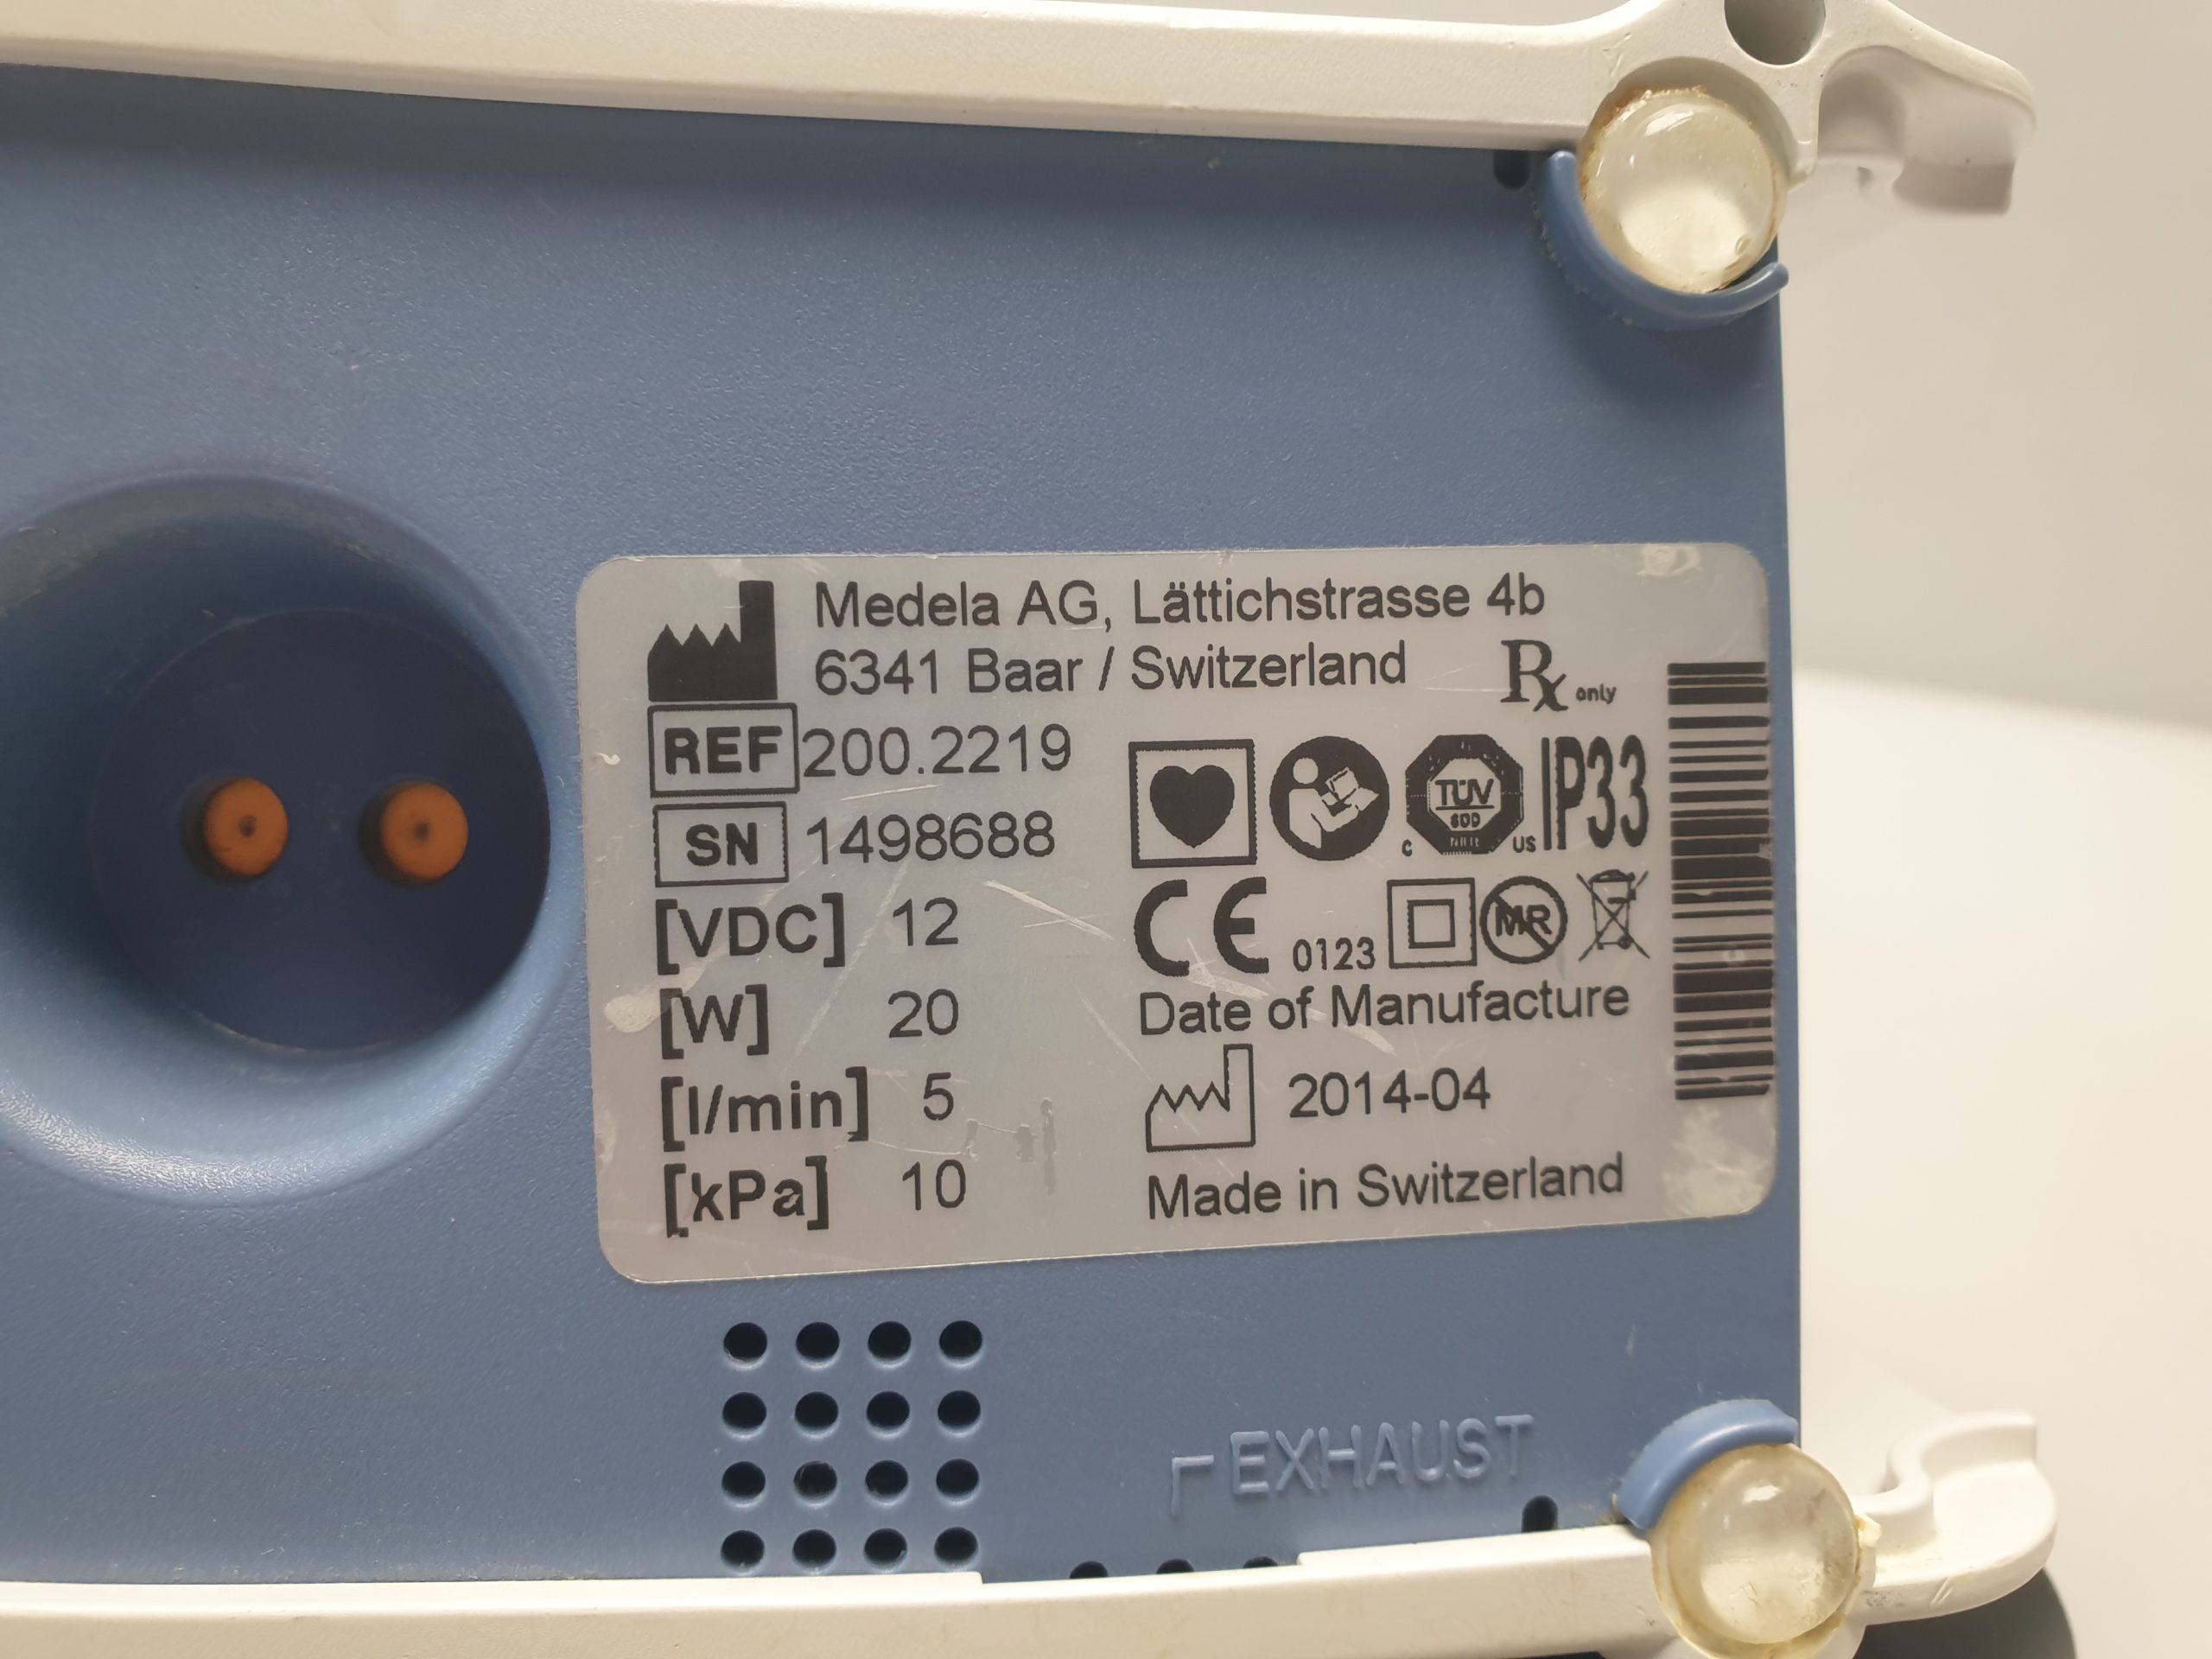 Medela AG, Lättichstrasse 4b
6341 Baar / Switzerland
Rx only
REF 200.2219
SN 1498688
TÜV
SÜD
NRTL
C US
IP33
[VDC] 12
CE 0123
MR
[W] 20
Date of Manufacture
[l/min] 5
2014-04
[kPa] 10
Made in Switzerland
EXHAUST